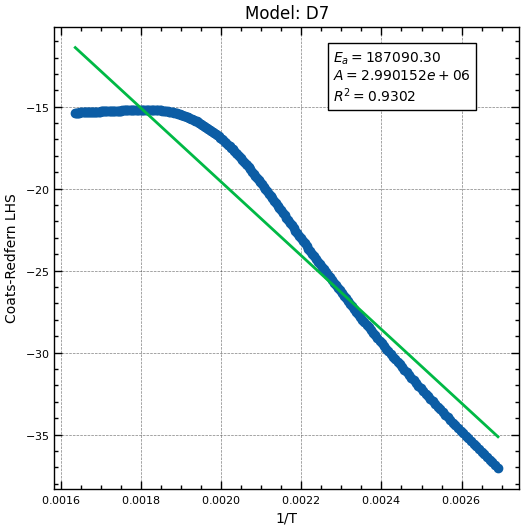 Model: D7
E_a = 187090.30
A = 2.990152e + 06
R² = 0.9302
−15
−20
−25
−30
−35
Coats-Redfern LHS
0.0016 0.0018 0.0020 0.0022 0.0024 0.0026
1/T